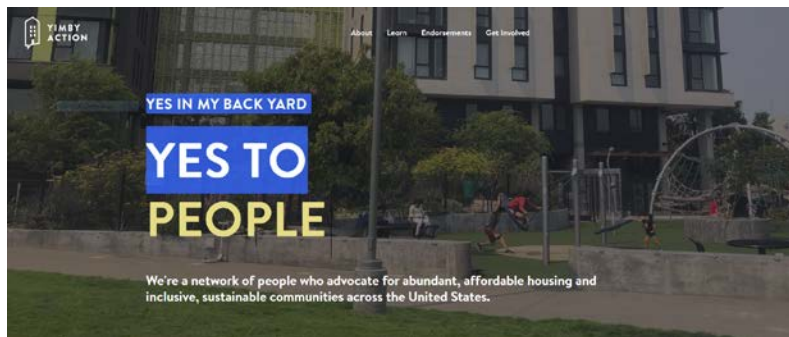 YIMBY
ACTION
About Learn Endorsements Get Involved
YES IN MY BACK YARD
YES TO
PEOPLE
We're a network of people who advocate for abundant, affordable housing and
inclusive, sustainable communities across the United States.